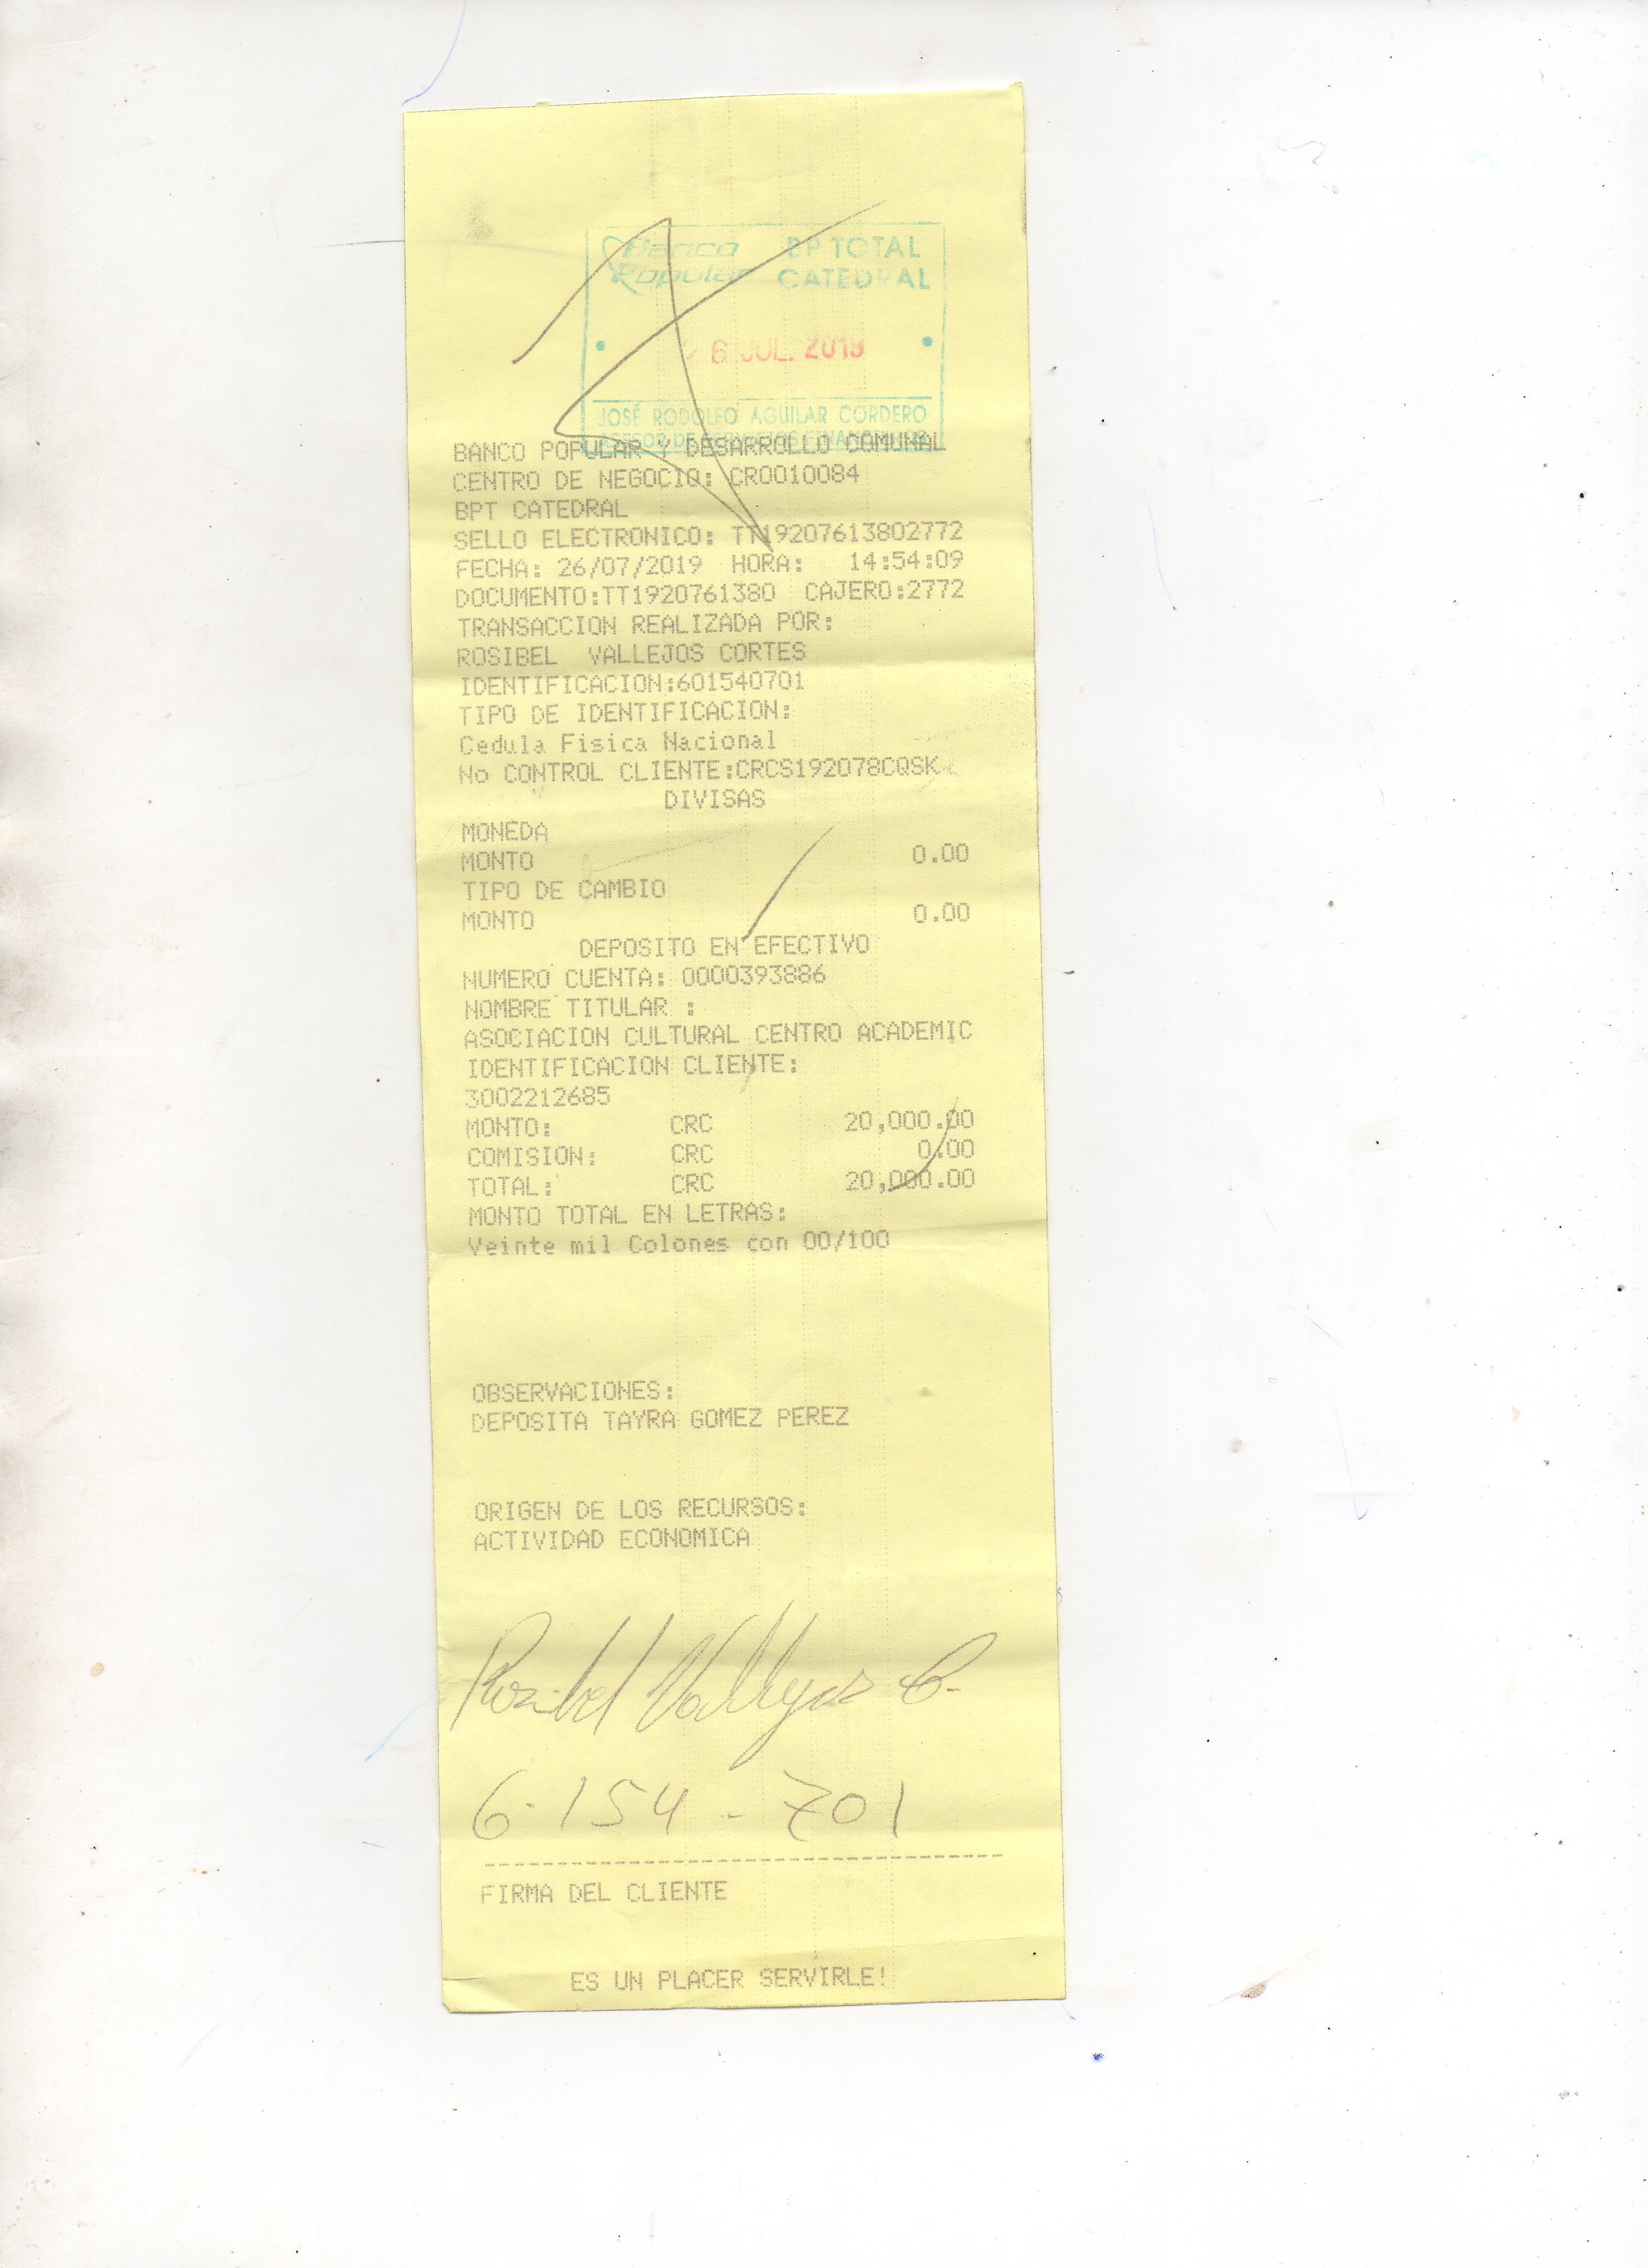 Banco BP TOTAL
Popular CATEDRAL
26 JUL. 2019
JOSÉ RODOLFO AGUILAR CORDERO
ASESOR DE SERVICIOS FINANCIEROS
BANCO POPULAR Y DESARROLLO COMUNAL
CENTRO DE NEGOCIO: CR0010084
BPT CATEDRAL
SELLO ELECTRONICO: TT19207613802772
FECHA: 26/07/2019 HORA: 14:54:09
DOCUMENTO:TT1920761380 CAJERO:2772
TRANSACCION REALIZADA POR:
ROSIBEL VALLEJOS CORTES
IDENTIFICACION:601540701
TIPO DE IDENTIFICACION:
Cedula Fisica Nacional
No CONTROL CLIENTE:CRCS192078CQSK
DIVISAS
MONEDA
MONTO 0.00
TIPO DE CAMBIO
MONTO 0.00
DEPOSITO EN EFECTIVO
NUMERO CUENTA: 0000393886
NOMBRE TITULAR :
ASOCIACION CULTURAL CENTRO ACADEMIC
IDENTIFICACION CLIENTE:
3002212685
MONTO: CRC 20,000.00
COMISION: CRC 0.00
TOTAL: CRC 20,000.00
MONTO TOTAL EN LETRAS:
Veinte mil Colones con 00/100
OBSERVACIONES:
DEPOSITA TAYRA GOMEZ PEREZ
ORIGEN DE LOS RECURSOS:
ACTIVIDAD ECONOMICA
Rosibel Vallejos C.
6-154-701
FIRMA DEL CLIENTE
ES UN PLACER SERVIRLE!